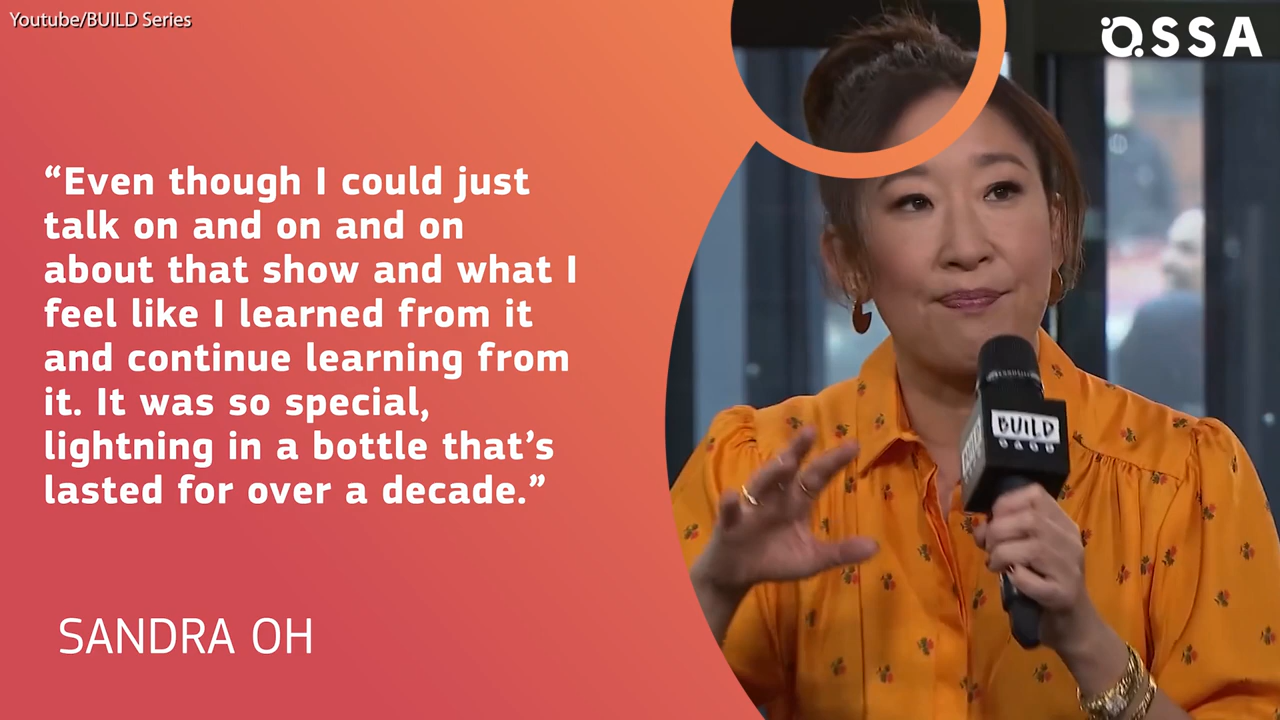 Youtube/BUILD Series
QSSA
“Even though I could just
talk on and on and on
about that show and what I
feel like I learned from it
and continue learning from
it. It was so special,
lightning in a bottle that’s
lasted for over a decade.”
SANDRA OH
BUILD